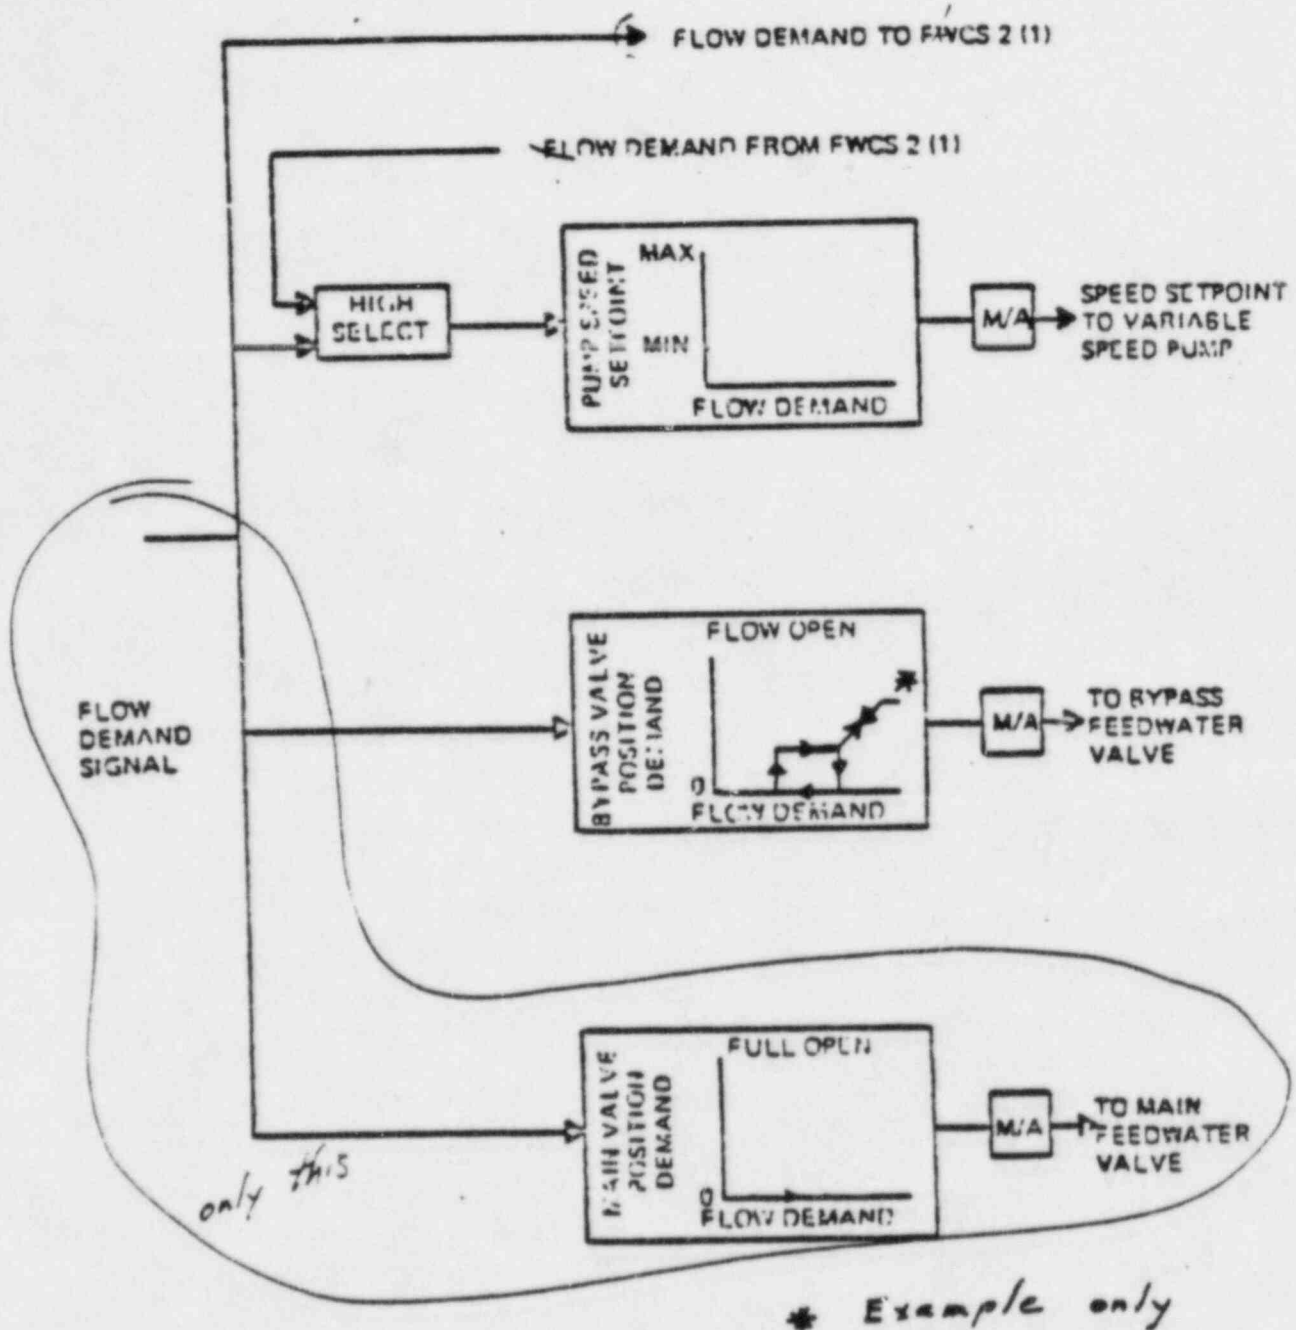 FLOW DEMAND TO FWCS 2 (1)
FLOW DEMAND FROM FWCS 2 (1)
HIGH
SELECT
PUMP SPEED
SETPOINT
MAX
MIN
FLOW DEMAND
M/A
SPEED SETPOINT
TO VARIABLE
SPEED PUMP
FLOW
DEMAND
SIGNAL
BYPASS VALVE
POSITION
DEMAND
FLOW OPEN
*
0
FLOW DEMAND
M/A
TO BYPASS
FEEDWATER
VALVE
MAIN VALVE
POSITION
DEMAND
FULL OPEN
0
FLOW DEMAND
M/A
TO MAIN
FEEDWATER
VALVE
only this
* Example only